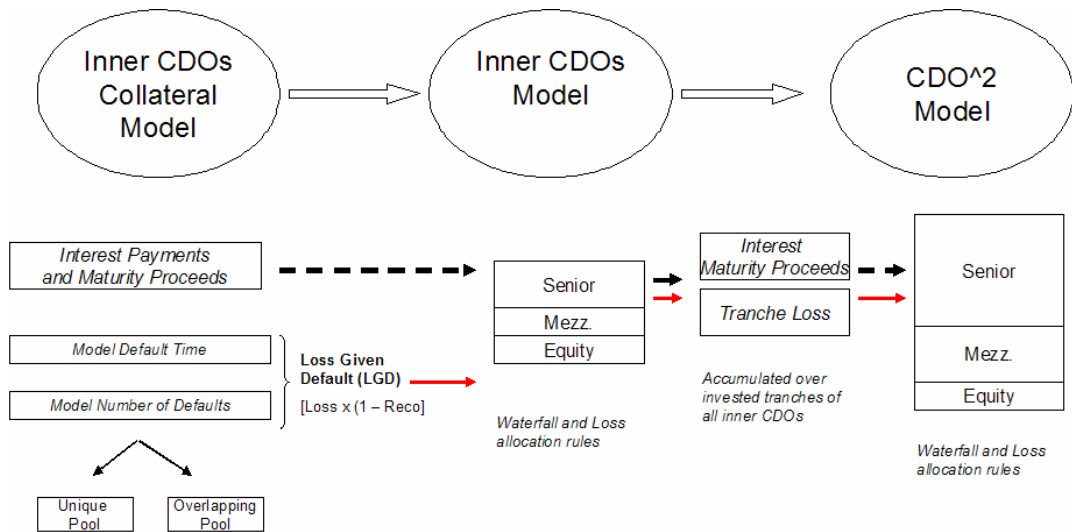 Inner CDOs
Collateral
Model
Inner CDOs
Model
CDO^2
Model
Interest Payments
and Maturity Proceeds
Senior
Mezz.
Equity
Interest
Maturity Proceeds
Tranche Loss
Senior
Mezz.
Equity
Model Default Time
Model Number of Defaults
Loss Given
Default (LGD)
[Loss x (1 – Reco]
Waterfall and Loss
allocation rules
Accumulated over
invested tranches of
all inner CDOs
Waterfall and Loss
allocation rules
Unique
Pool
Overlapping
Pool